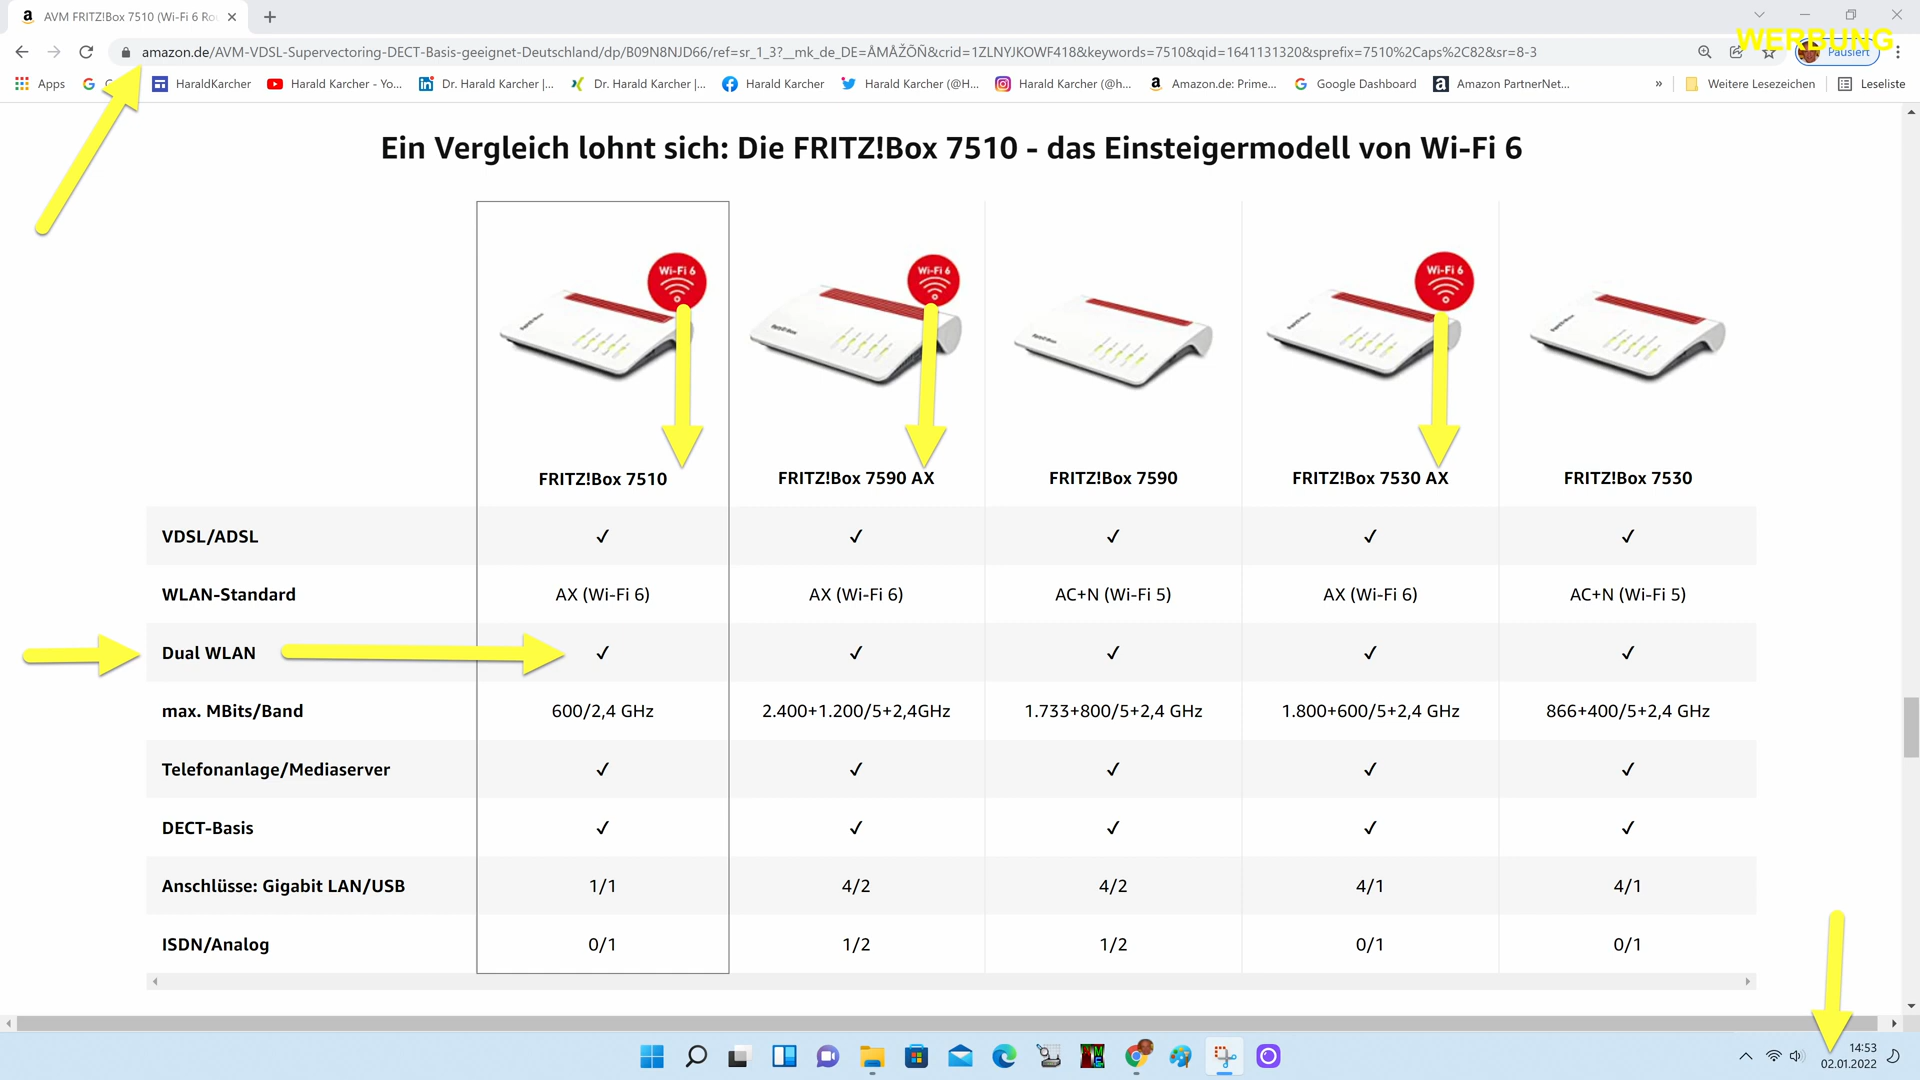 AVM FRITZ!Box 7510 (Wi-Fi 6 Ro
WERBUNG
amazon.de/AVM-VDSL-Supervectoring-DECT-Basis-geeignet-Deutschland/dp/B09N8NJD66/ref=sr_1_3?__mk_de_DE=ÅMÅŽÕÑ&crid=1ZLNYJKOWF418&keywords=7510&qid=1641131320&sprefix=7510%2Caps%2C82&sr=8-3
Pausiert
Apps HaraldKarcher Harald Karcher - Yo... Dr. Harald Karcher |... Dr. Harald Karcher |... Harald Karcher Harald Karcher (@H... Harald Karcher (@h... Amazon.de: Prime... Google Dashboard Amazon PartnerNet... » Weitere Lesezeichen Leseliste
Ein Vergleich lohnt sich: Die FRITZ!Box 7510 - das Einsteigermodell von Wi-Fi 6
Wi-Fi 6 Wi-Fi 6 Wi-Fi 6
FRITZ!Box 7510 FRITZ!Box 7590 AX FRITZ!Box 7590 FRITZ!Box 7530 AX FRITZ!Box 7530
VDSL/ADSL ✓ ✓ ✓ ✓ ✓
WLAN-Standard AX (Wi-Fi 6) AX (Wi-Fi 6) AC+N (Wi-Fi 5) AX (Wi-Fi 6) AC+N (Wi-Fi 5)
Dual WLAN ✓ ✓ ✓ ✓ ✓
max. MBits/Band 600/2,4 GHz 2.400+1.200/5+2,4GHz 1.733+800/5+2,4 GHz 1.800+600/5+2,4 GHz 866+400/5+2,4 GHz
Telefonanlage/Mediaserver ✓ ✓ ✓ ✓ ✓
DECT-Basis ✓ ✓ ✓ ✓ ✓
Anschlüsse: Gigabit LAN/USB 1/1 4/2 4/2 4/1 4/1
ISDN/Analog 0/1 1/2 1/2 0/1 0/1
14:53
02.01.2022